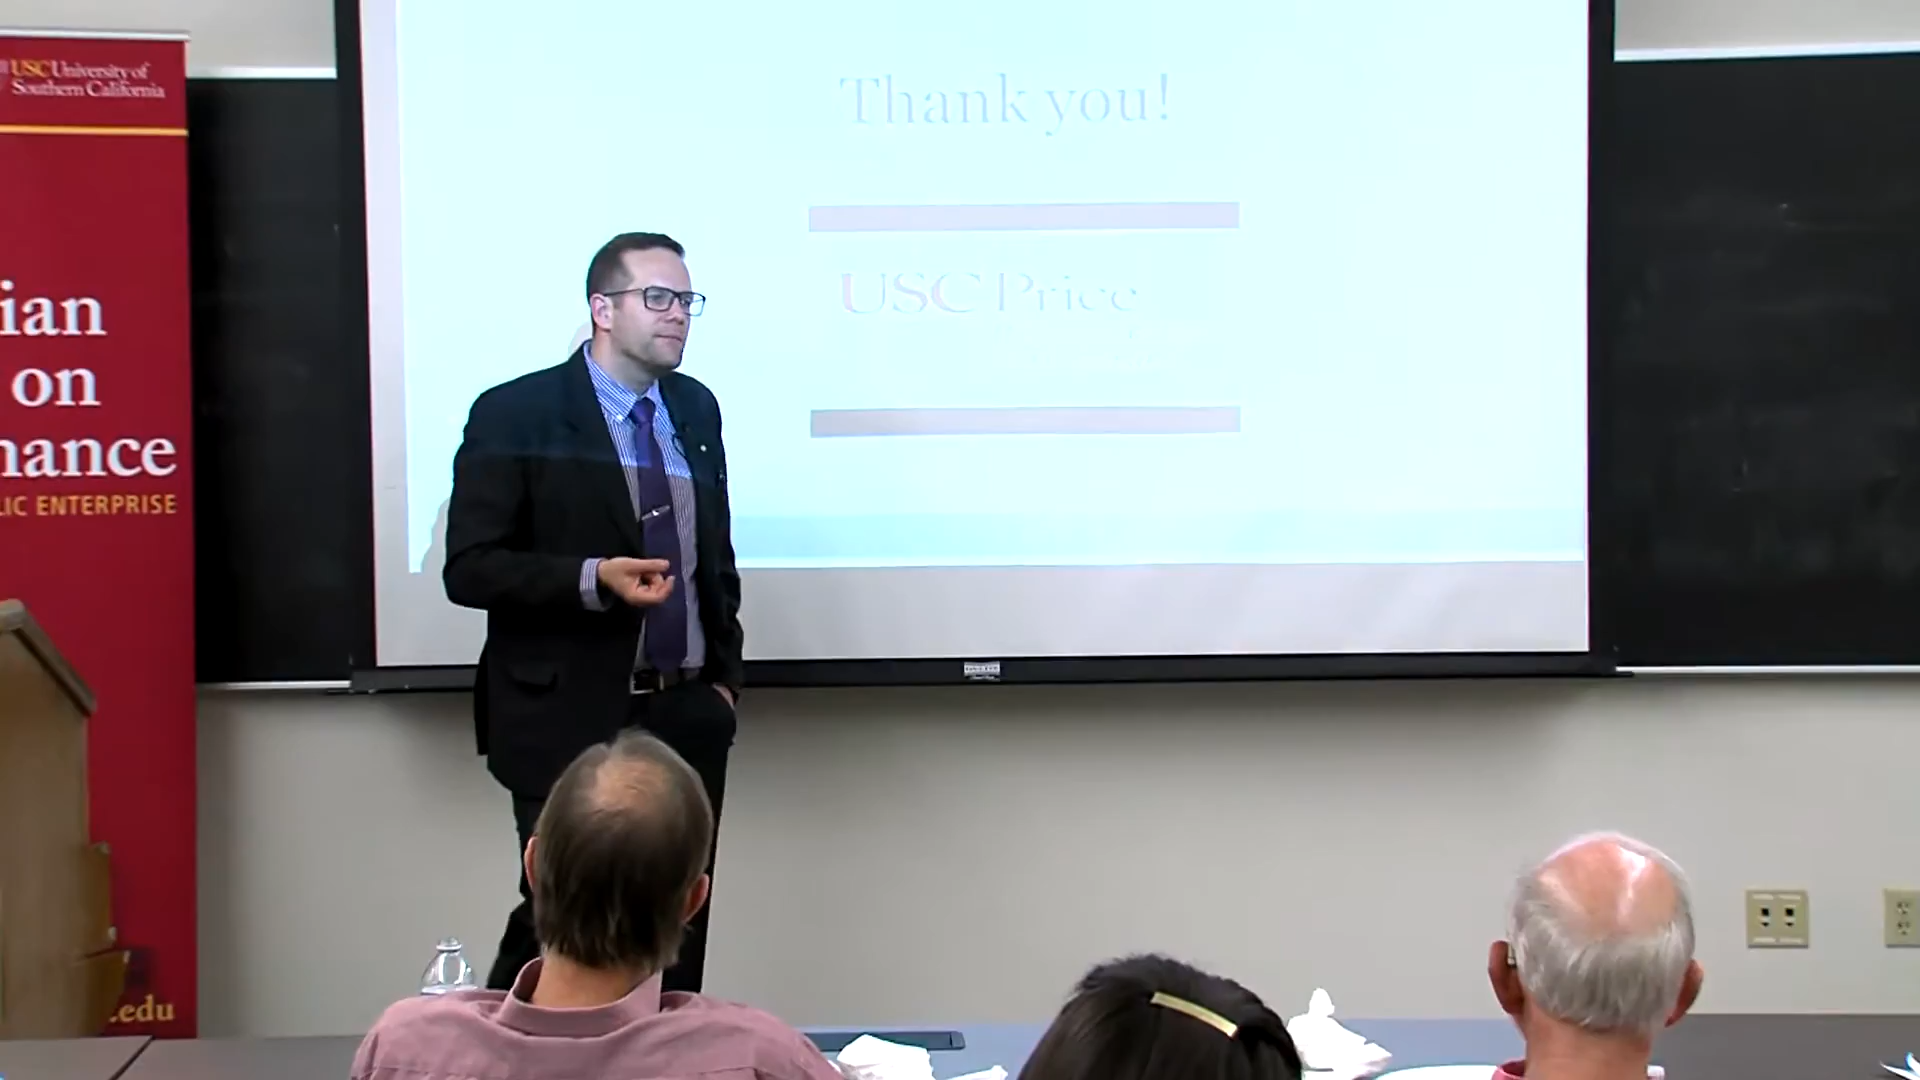 USC University of
Southern California
ian
on
nance
LIC ENTERPRISE
.edu
Thank you!
USC Price